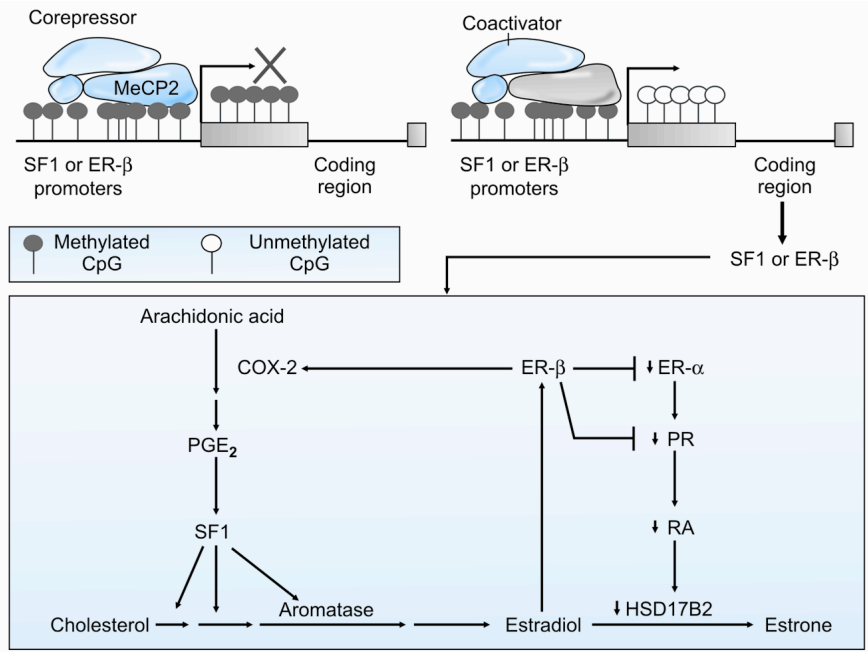 Corepressor
MeCP2
SF1 or ER-β
promoters
Coding
region
Coactivator
SF1 or ER-β
promoters
Coding
region
Methylated
CpG
Unmethylated
CpG
SF1 or ER-β
Arachidonic acid
COX-2
ER-β
ER-α
PGE₂
PR
SF1
RA
Aromatase
HSD17B2
Cholesterol
Estradiol
Estrone